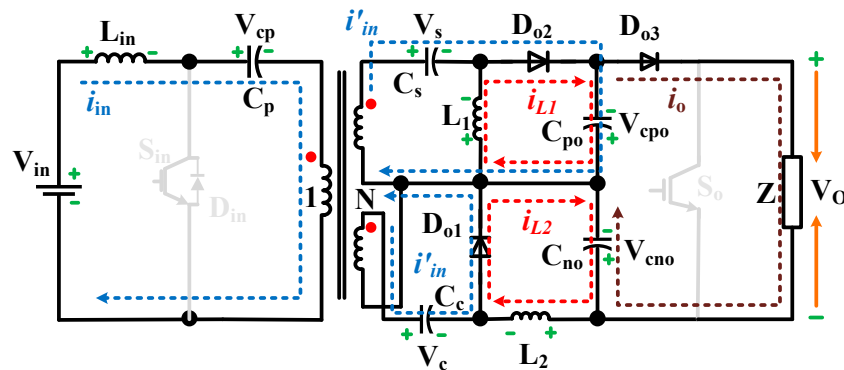 Lin
Vcp
i'in
Vs
Do2
Do3
iin
Cp
Cs
L1
iL1
Cpo
Vcpo
io
Vin
Sin
Din
1
N
Do1
iL2
Cno
Vcno
So
Z
VO
i'in
Cc
Vc
L2